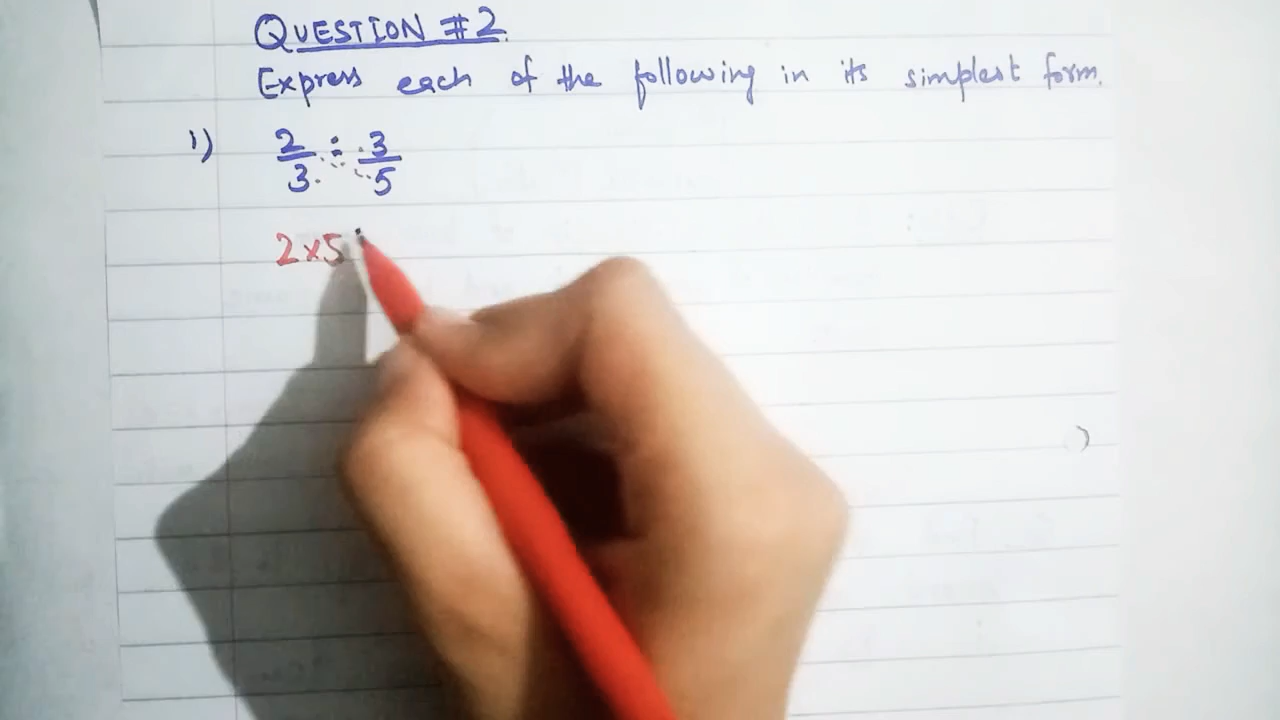 QUESTION #2.
Express each of the following in its simplest form.
1) 2/3 : 3/5
2x5